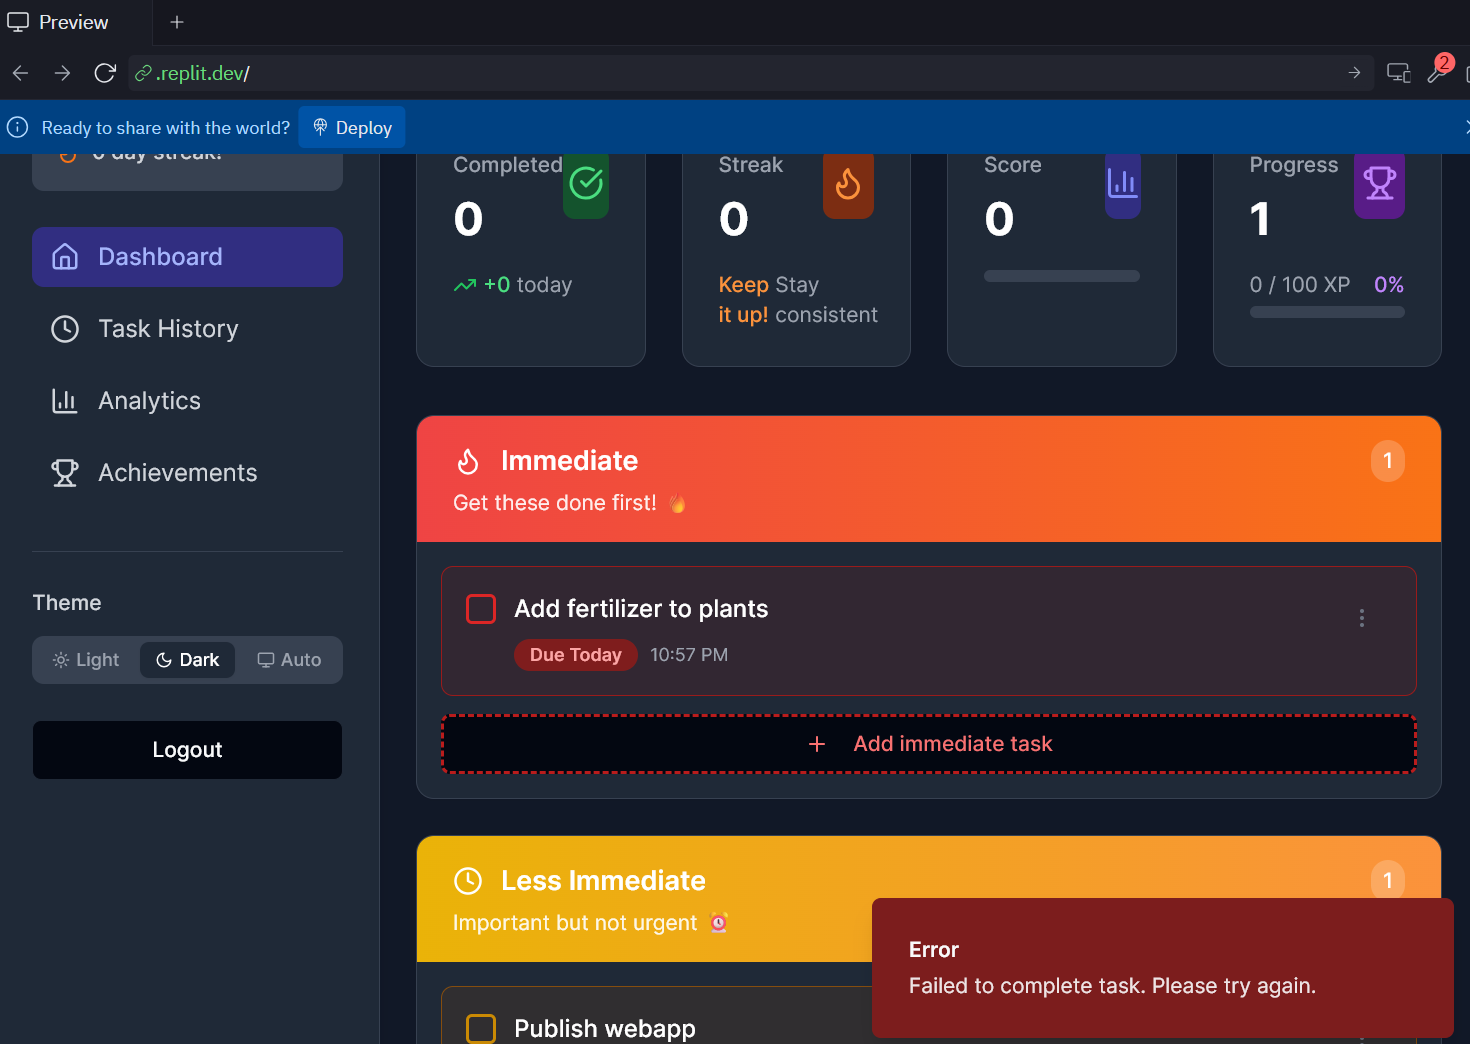 Preview
.replit.dev/
2
Ready to share with the world?
Deploy
0 day streak!
Dashboard
Task History
Analytics
Achievements
Theme
Light
Dark
Auto
Logout
Completed
0
+0 today
Streak
0
Keep it up!
Stay consistent
Score
0
Progress
1
0 / 100 XP
0%
Immediate
1
Get these done first! 🔥
Add fertilizer to plants
Due Today
10:57 PM
+ Add immediate task
Less Immediate
1
Important but not urgent ⏰
Publish webapp
Error
Failed to complete task. Please try again.